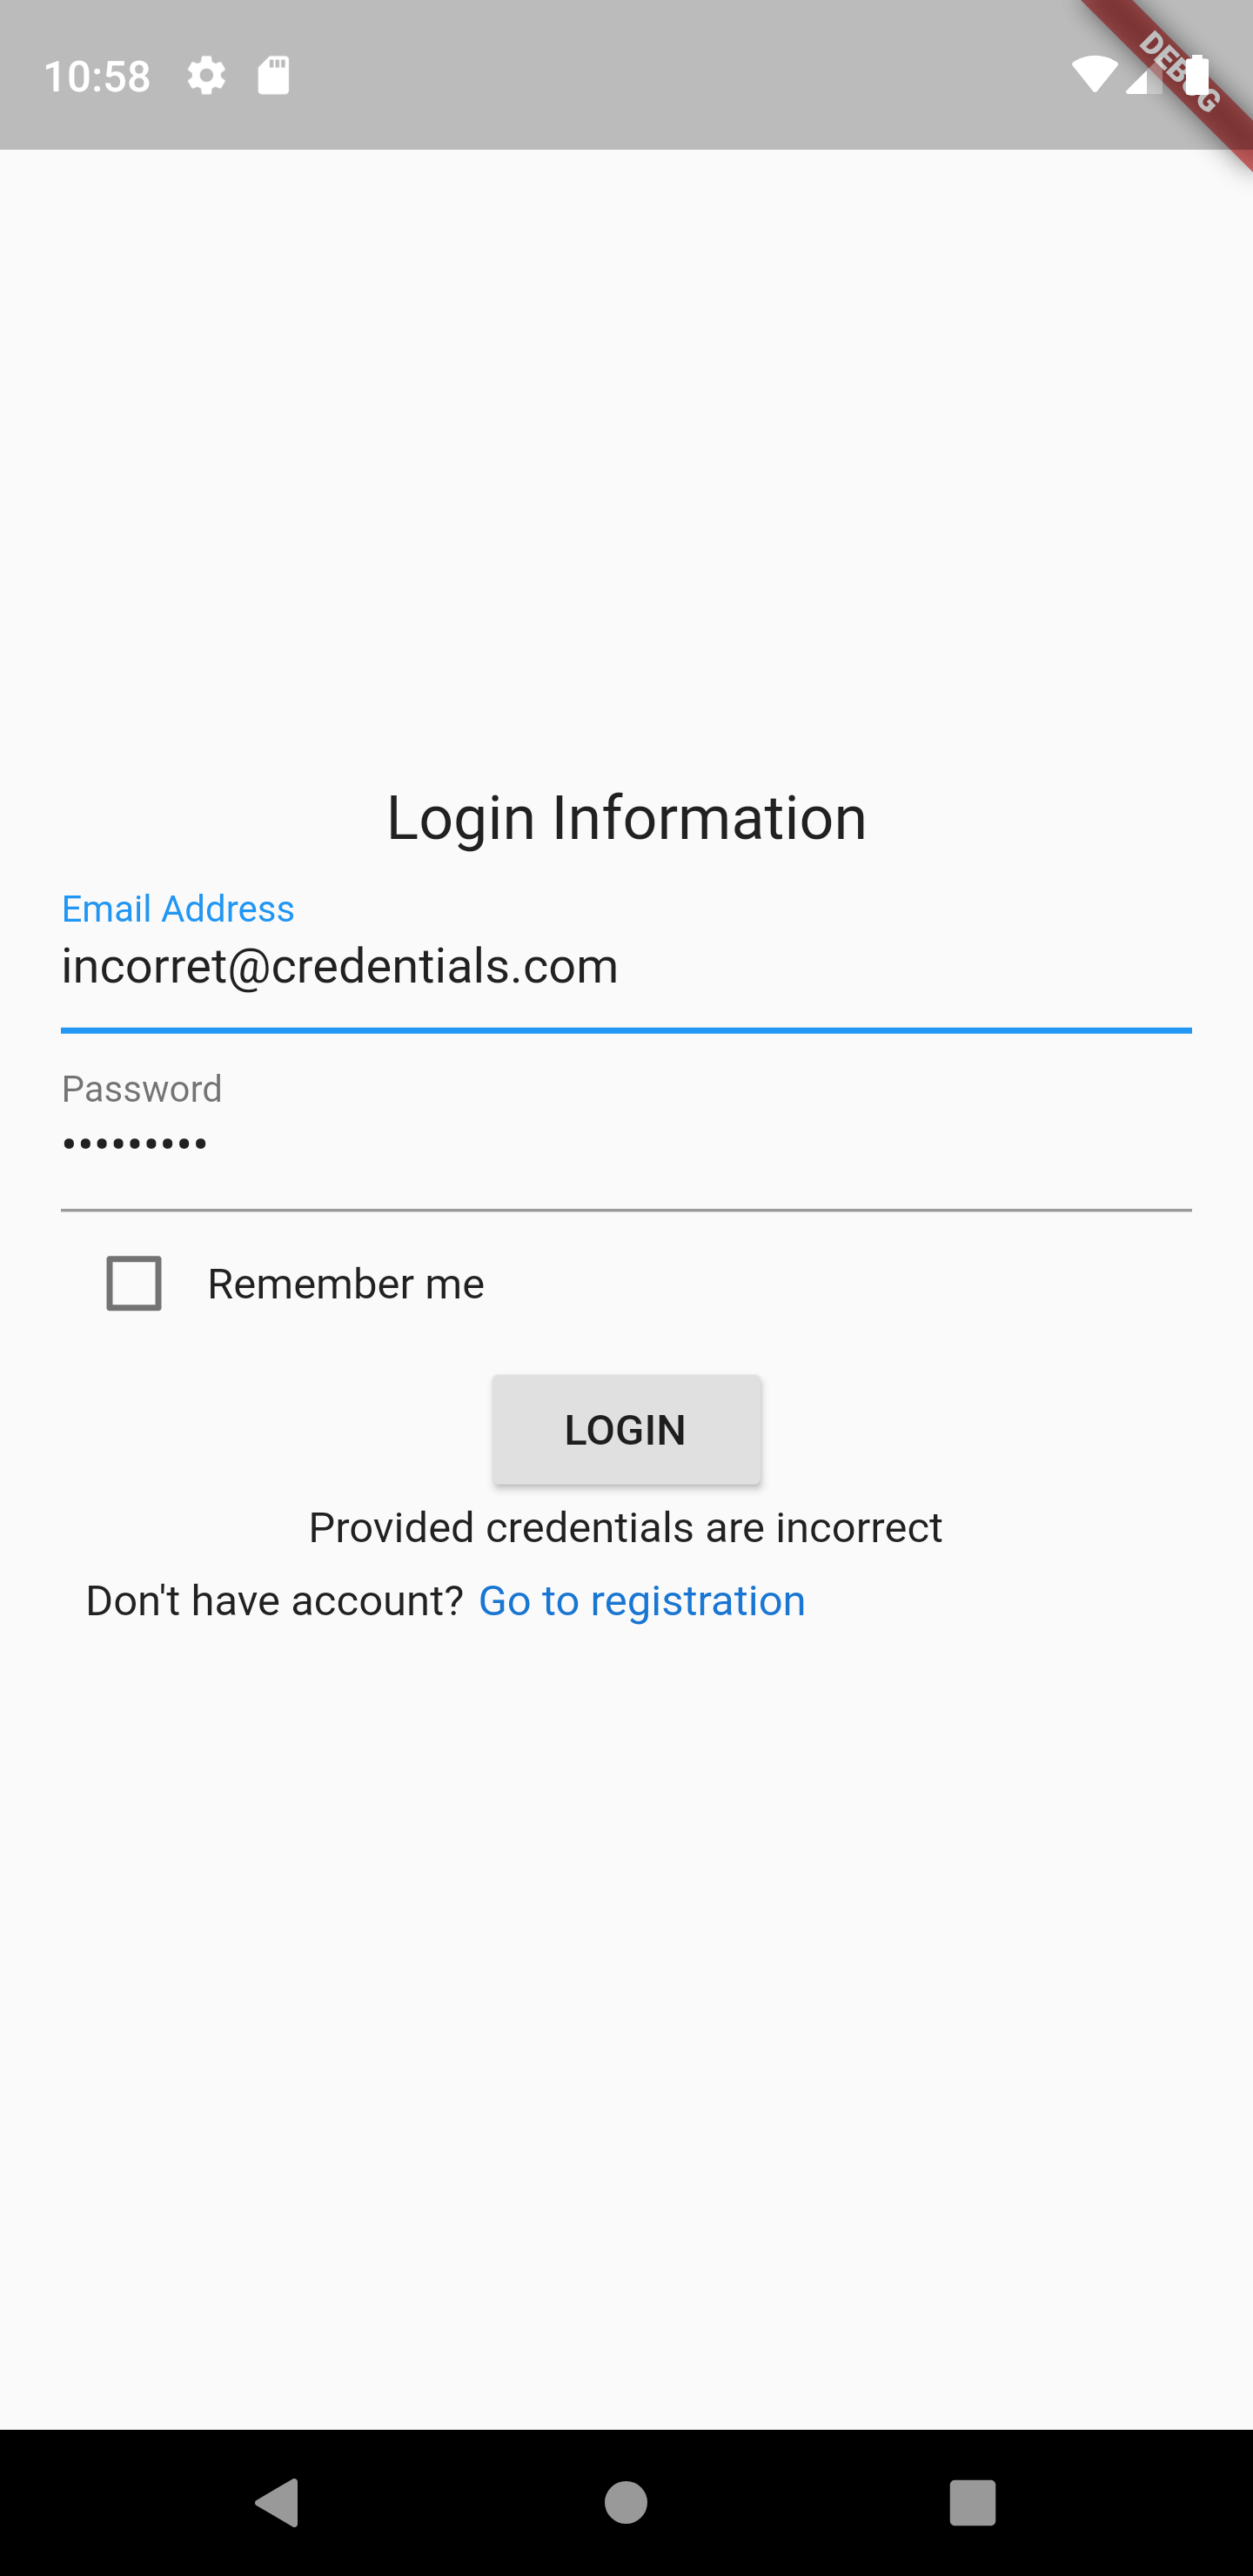 10:58
DEBUG
Login Information
Email Address
incorret@credentials.com
Password
•••••••••
Remember me
LOGIN
Provided credentials are incorrect
Don't have account? Go to registration